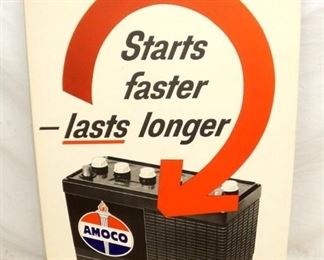 Starts
faster
– lasts longer
AMOCO